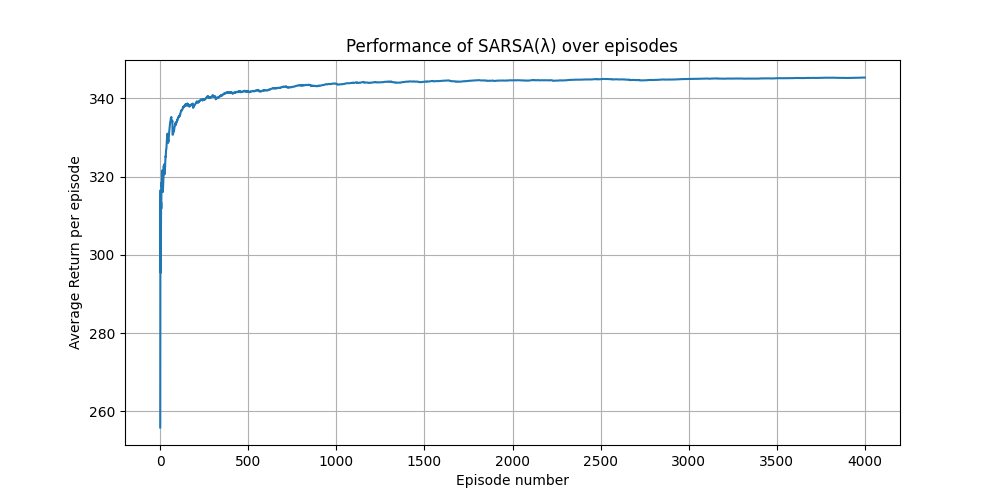 Performance of SARSA(λ) over episodes
Average Return per episode
340
320
300
280
260
0 500 1000 1500 2000 2500 3000 3500 4000
Episode number